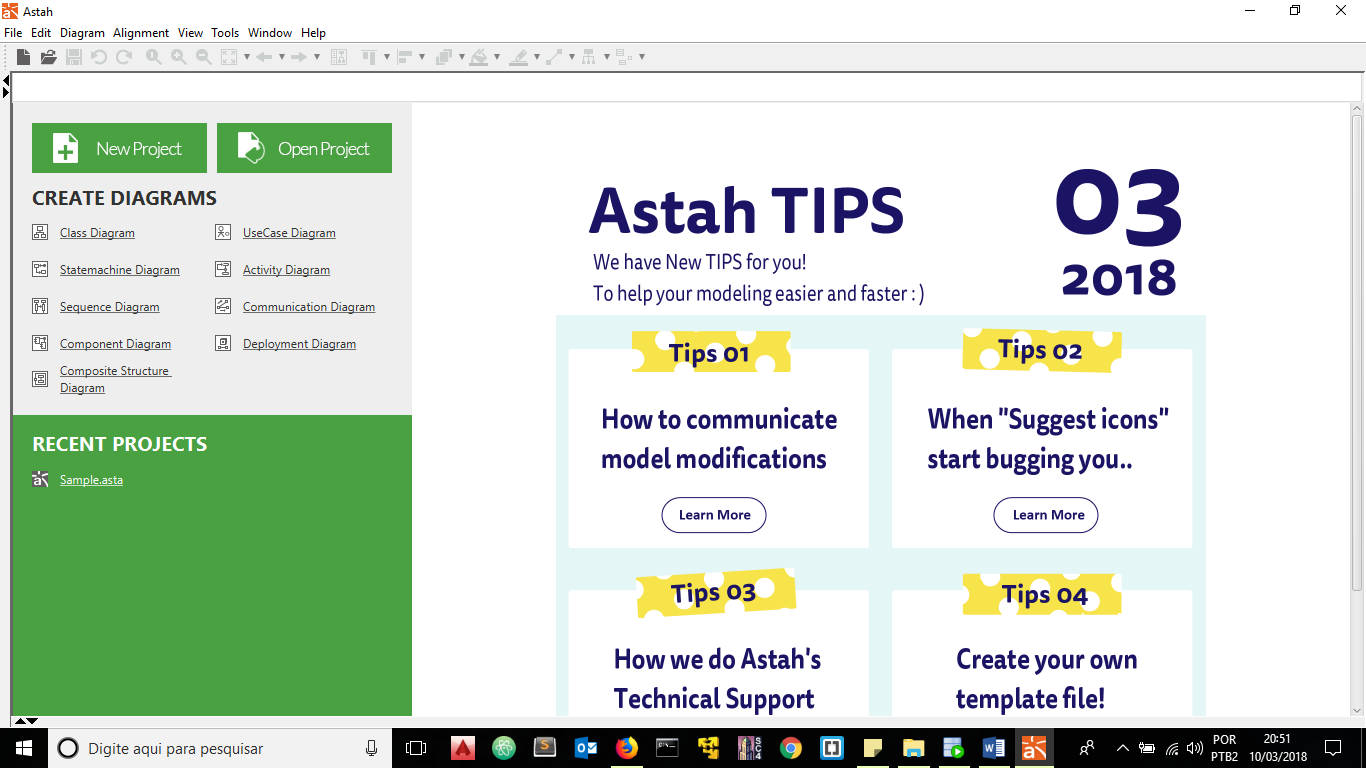 Astah
File Edit Diagram Alignment View Tools Window Help
New Project
Open Project
CREATE DIAGRAMS
Class Diagram
UseCase Diagram
Statemachine Diagram
Activity Diagram
Sequence Diagram
Communication Diagram
Component Diagram
Deployment Diagram
Composite Structure
Diagram
RECENT PROJECTS
Sample.asta
Astah TIPS
We have New TIPS for you!
To help your modeling easier and faster : )
03
2018
Tips 01
How to communicate
model modifications
Learn More
Tips 02
When "Suggest icons"
start bugging you..
Learn More
Tips 03
How we do Astah's
Technical Support
Tips 04
Create your own
template file!
Digite aqui para pesquisar
POR
PTB2
20:51
10/03/2018